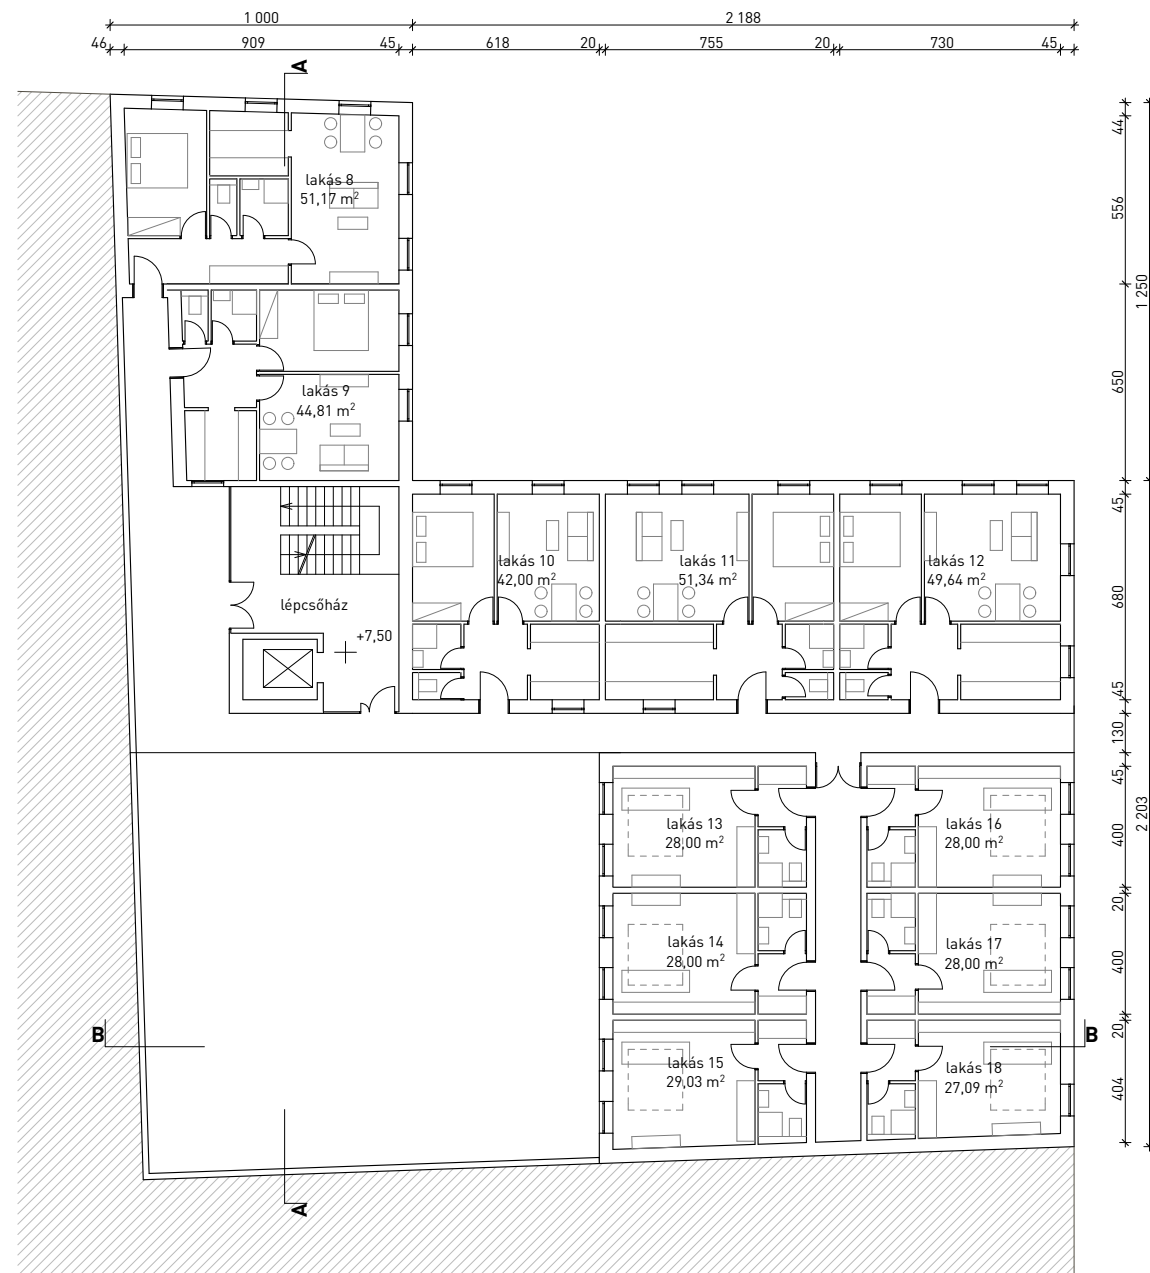 1 000
2 188
46
909
45
618
20
755
20
730
45
A
44
lakás 8
51,17 m²
556
1 250
650
lakás 9
44,81 m²
45
lakás 10
42,00 m²
lakás 11
51,34 m²
lakás 12
49,64 m²
680
lépcsőház
+7,50
45
130
45
lakás 13
28,00 m²
lakás 16
28,00 m²
400
2 203
20
lakás 14
28,00 m²
lakás 17
28,00 m²
400
20
B
B
lakás 15
29,03 m²
lakás 18
27,09 m²
404
A